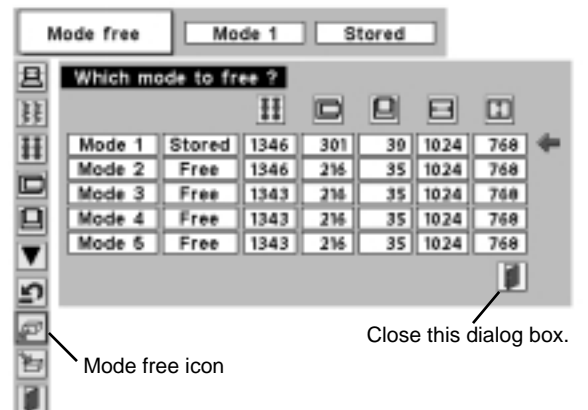 Mode free Mode 1 Stored
Which mode to free ?
Mode 1 Stored 1346 301 39 1024 768
Mode 2 Free 1346 216 35 1024 768
Mode 3 Free 1343 216 35 1024 768
Mode 4 Free 1343 216 35 1024 768
Mode 5 Free 1343 216 35 1024 768
Close this dialog box.
Mode free icon